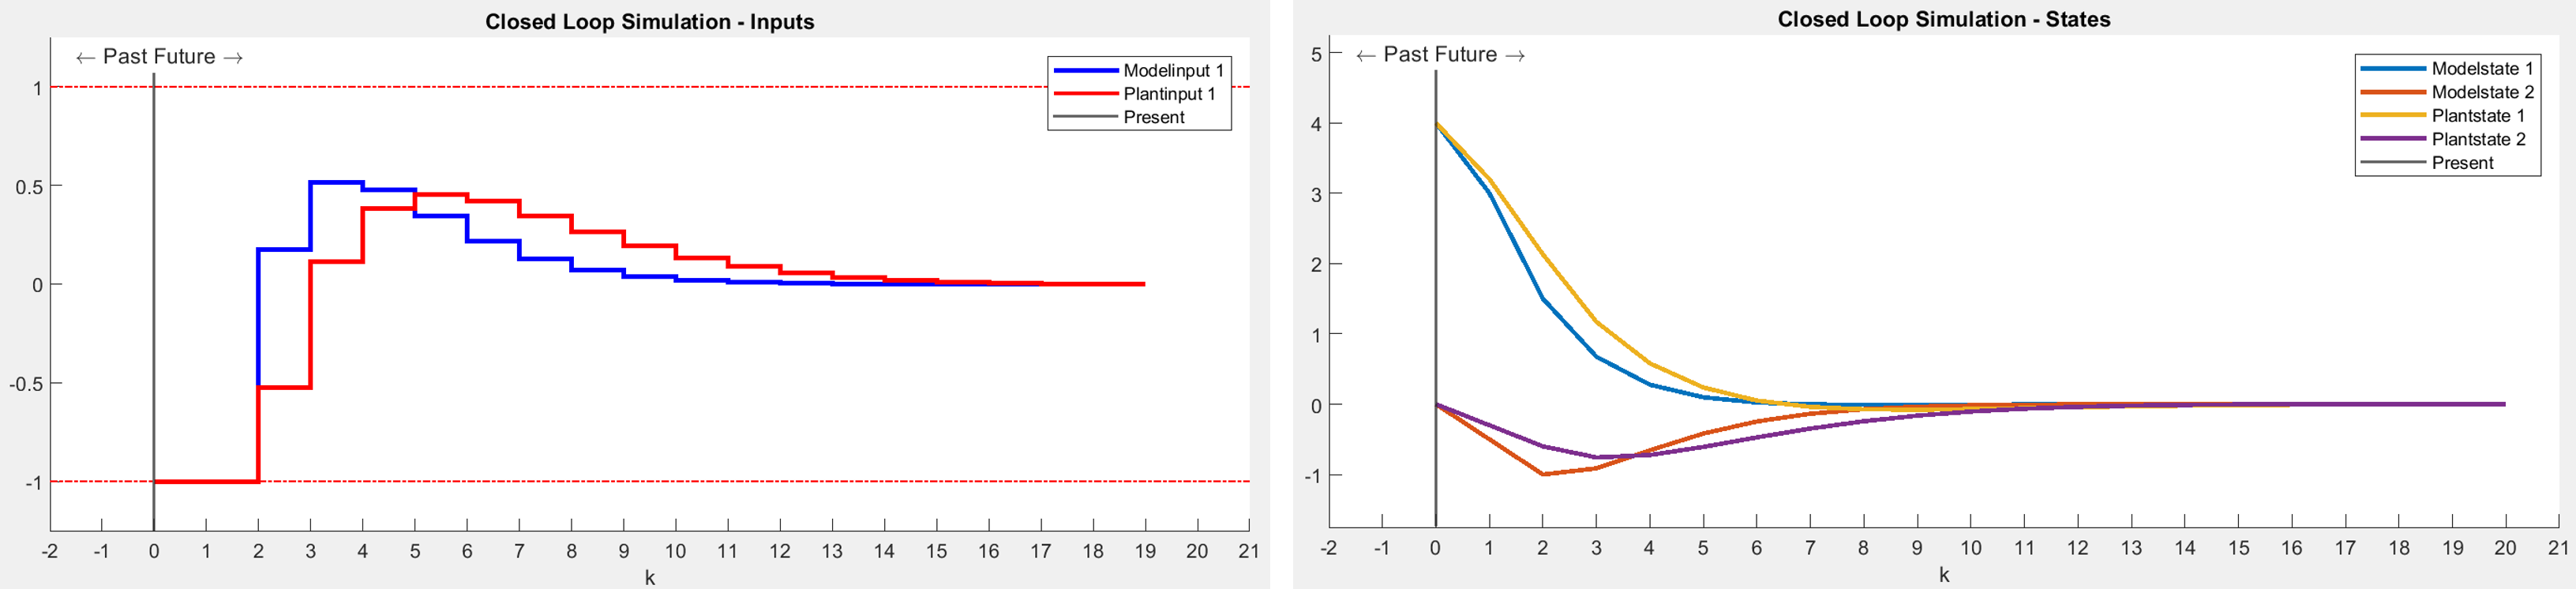 Closed Loop Simulation - Inputs
← Past Future →
Modelinput 1
Plantinput 1
Present
1
0.5
0
-0.5
-1
-2 -1 0 1 2 3 4 5 6 7 8 9 10 11 12 13 14 15 16 17 18 19 20 21
k
Closed Loop Simulation - States
← Past Future →
Modelstate 1
Modelstate 2
Plantstate 1
Plantstate 2
Present
5
4
3
2
1
0
-1
-2 -1 0 1 2 3 4 5 6 7 8 9 10 11 12 13 14 15 16 17 18 19 20 21
k